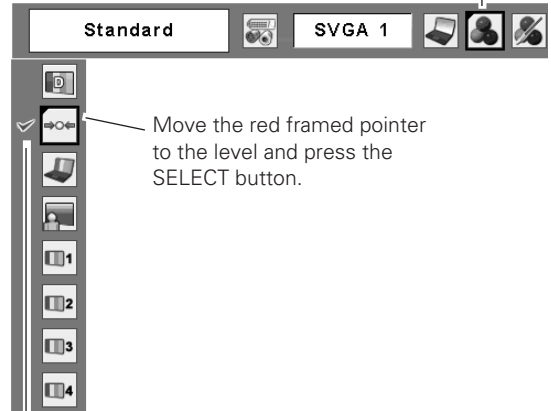 Standard
SVGA 1
D
Move the red framed pointer
to the level and press the
SELECT button.
1
2
3
4